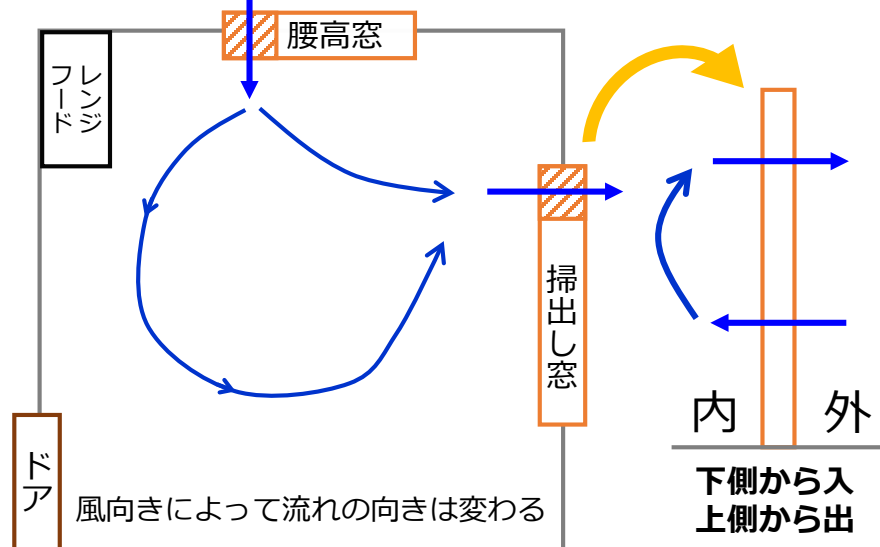 腰高窓
レンジ
フード
掃出し窓
内
外
ドア
風向きによって流れの向きは変わる
下側から入
上側から出